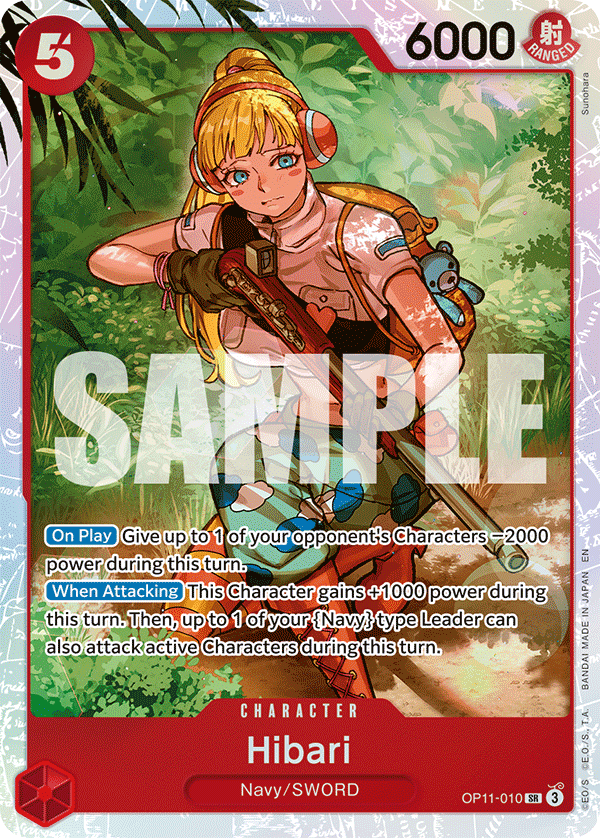 5
6000
射
RANGED
Sunohara
SAMPLE
On Play Give up to 1 of your opponent's Characters −2000
power during this turn.
When Attacking This Character gains +1000 power during
this turn. Then, up to 1 of your {Navy} type Leader can
also attack active Characters during this turn.
©E.O./S, ©E.O./S., T.A. BANDAI MADE IN JAPAN EN
CHARACTER
Hibari
Navy/SWORD
OP11-010 SR 3